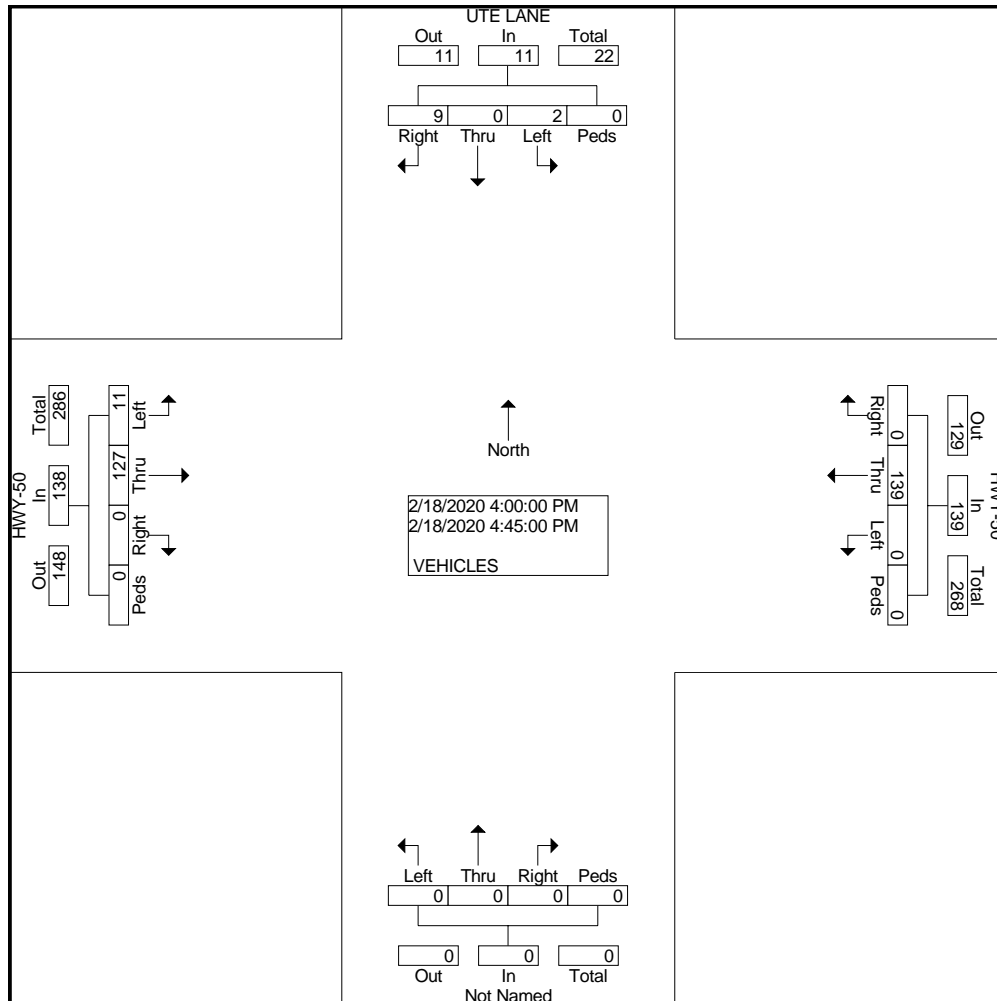 UTE LANE
Out In Total
11 11 22
9 0 2 0
Right Thru Left Peds
HWY-50
Total In Out
286 138 148
11 127 0 0
Left Thru Right Peds
North
2/18/2020 4:00:00 PM
2/18/2020 4:45:00 PM
VEHICLES
Right Thru Left Peds
0 139 0 0
Out In Total
129 139 268
HWY-50
Left Thru Right Peds
0 0 0 0
0 0 0
Out In Total
Not Named